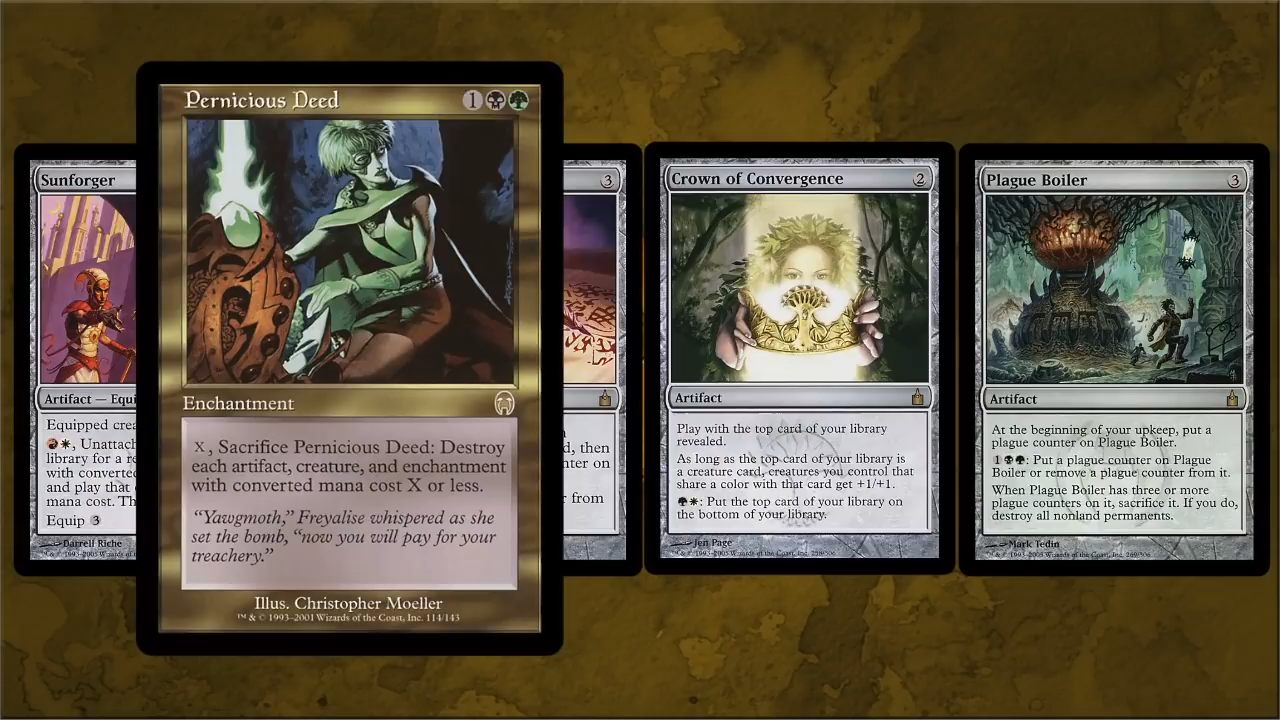 Sunforger
Artifact — Equi
Equipped crea
, Unattach
library for a re
with converted
and play that c
mana cost. Th
Equip 3
Darrell Riche
Pernicious Deed
1
Enchantment
X, Sacrifice Pernicious Deed: Destroy
each artifact, creature, and enchantment
with converted mana cost X or less.
“Yawgmoth,” Freyalise whispered as she
set the bomb, “now you will pay for your
treachery.”
Illus. Christopher Moeller
™ & © 1993–2001 Wizards of the Coast, Inc. 114/143
3
d, then
nter on
r from
Crown of Convergence
2
Artifact
Play with the top card of your library
revealed.
As long as the top card of your library is
a creature card, creatures you control that
share a color with that card get +1/+1.
: Put the top card of your library on
the bottom of your library.
Jen Page
Plague Boiler
3
Artifact
At the beginning of your upkeep, put a
plague counter on Plague Boiler.
1: Put a plague counter on Plague
Boiler or remove a plague counter from it.
When Plague Boiler has three or more
plague counters on it, sacrifice it. If you do,
destroy all nonland permanents.
Mark Tedin